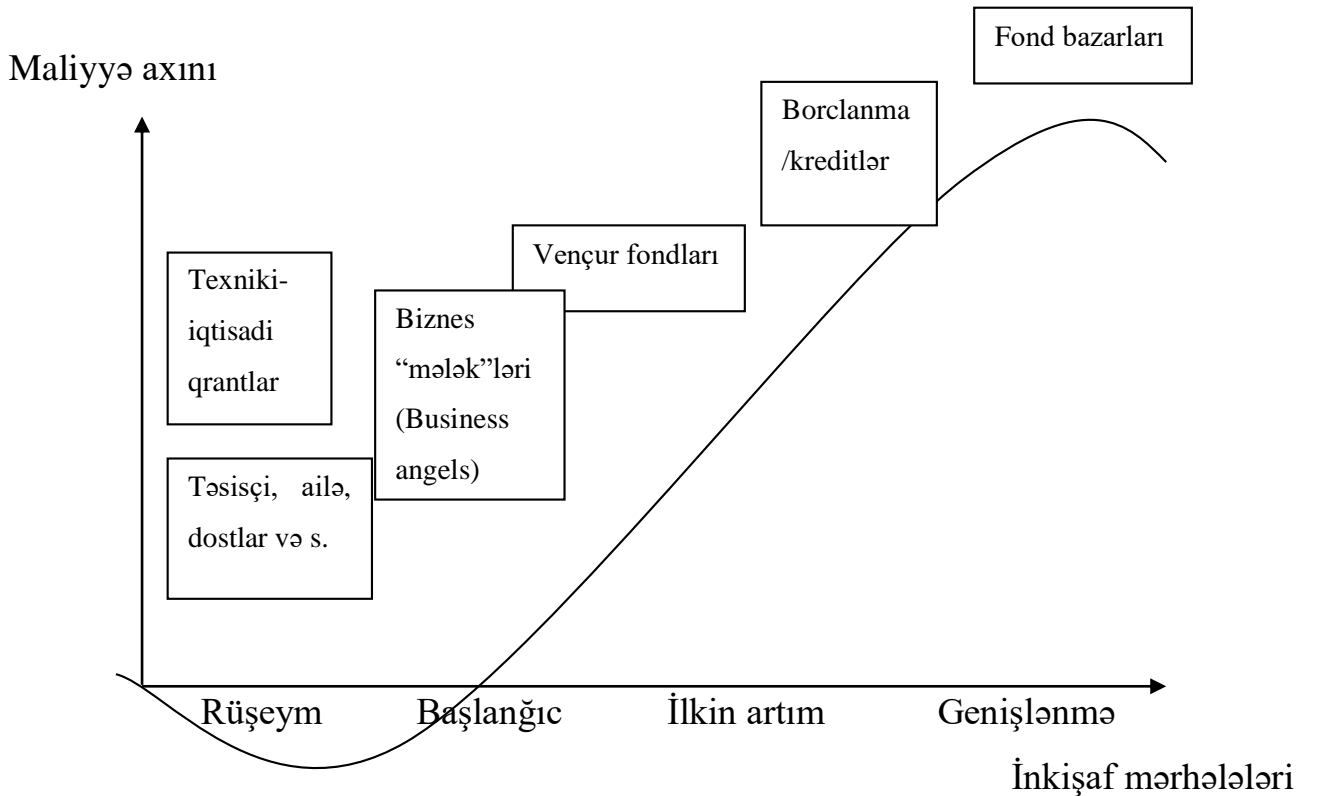 Fond bazarları
Maliyyə axını
Borclanma
/kreditlər
Vençur fondları
Texniki-
iqtisadi
qrantlar
Biznes
“mələk”ləri
(Business
angels)
Təsisçi, ailə,
dostlar və s.
Rüşeym
Başlanğıc
İlkin artım
Genişlənmə
İnkişaf mərhələləri